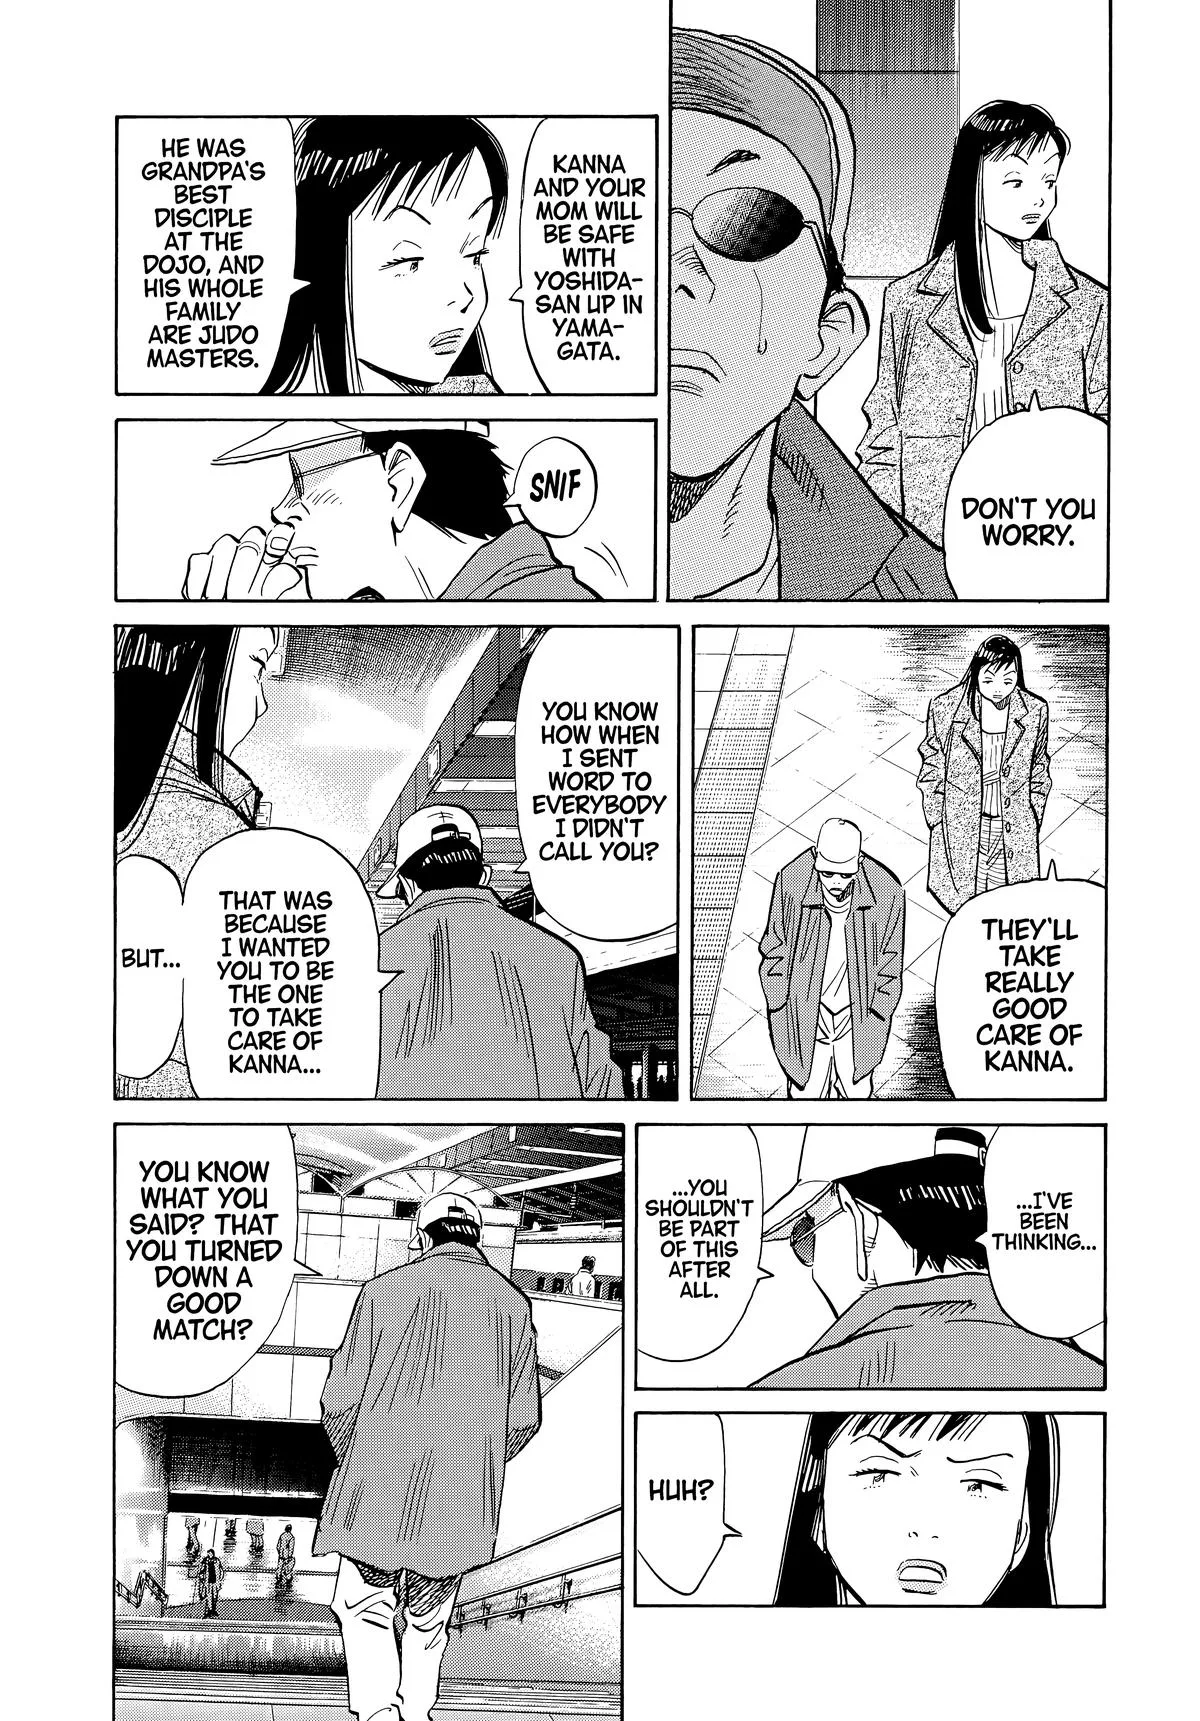 DON'T YOU
WORRY.
KANNA
AND YOUR
MOM WILL
BE SAFE
WITH
YOSHIDA-
SAN UP IN
YAMA-
GATA.
HE WAS
GRANDPA'S
BEST
DISCIPLE
AT THE
DOJO, AND
HIS WHOLE
FAMILY
ARE JUDO
MASTERS.
SNIF
THEY'LL
TAKE
REALLY
GOOD
CARE OF
KANNA.
YOU KNOW
HOW WHEN
I SENT
WORD TO
EVERYBODY
I DIDN'T
CALL YOU?
THAT WAS
BECAUSE
I WANTED
YOU TO BE
THE ONE
TO TAKE
CARE OF
KANNA...
BUT...
...I'VE
BEEN
THINKING...
...YOU
SHOULDN'T
BE PART
OF THIS
AFTER
ALL.
HUH?
YOU KNOW
WHAT YOU
SAID? THAT
YOU TURNED
DOWN A
GOOD
MATCH?